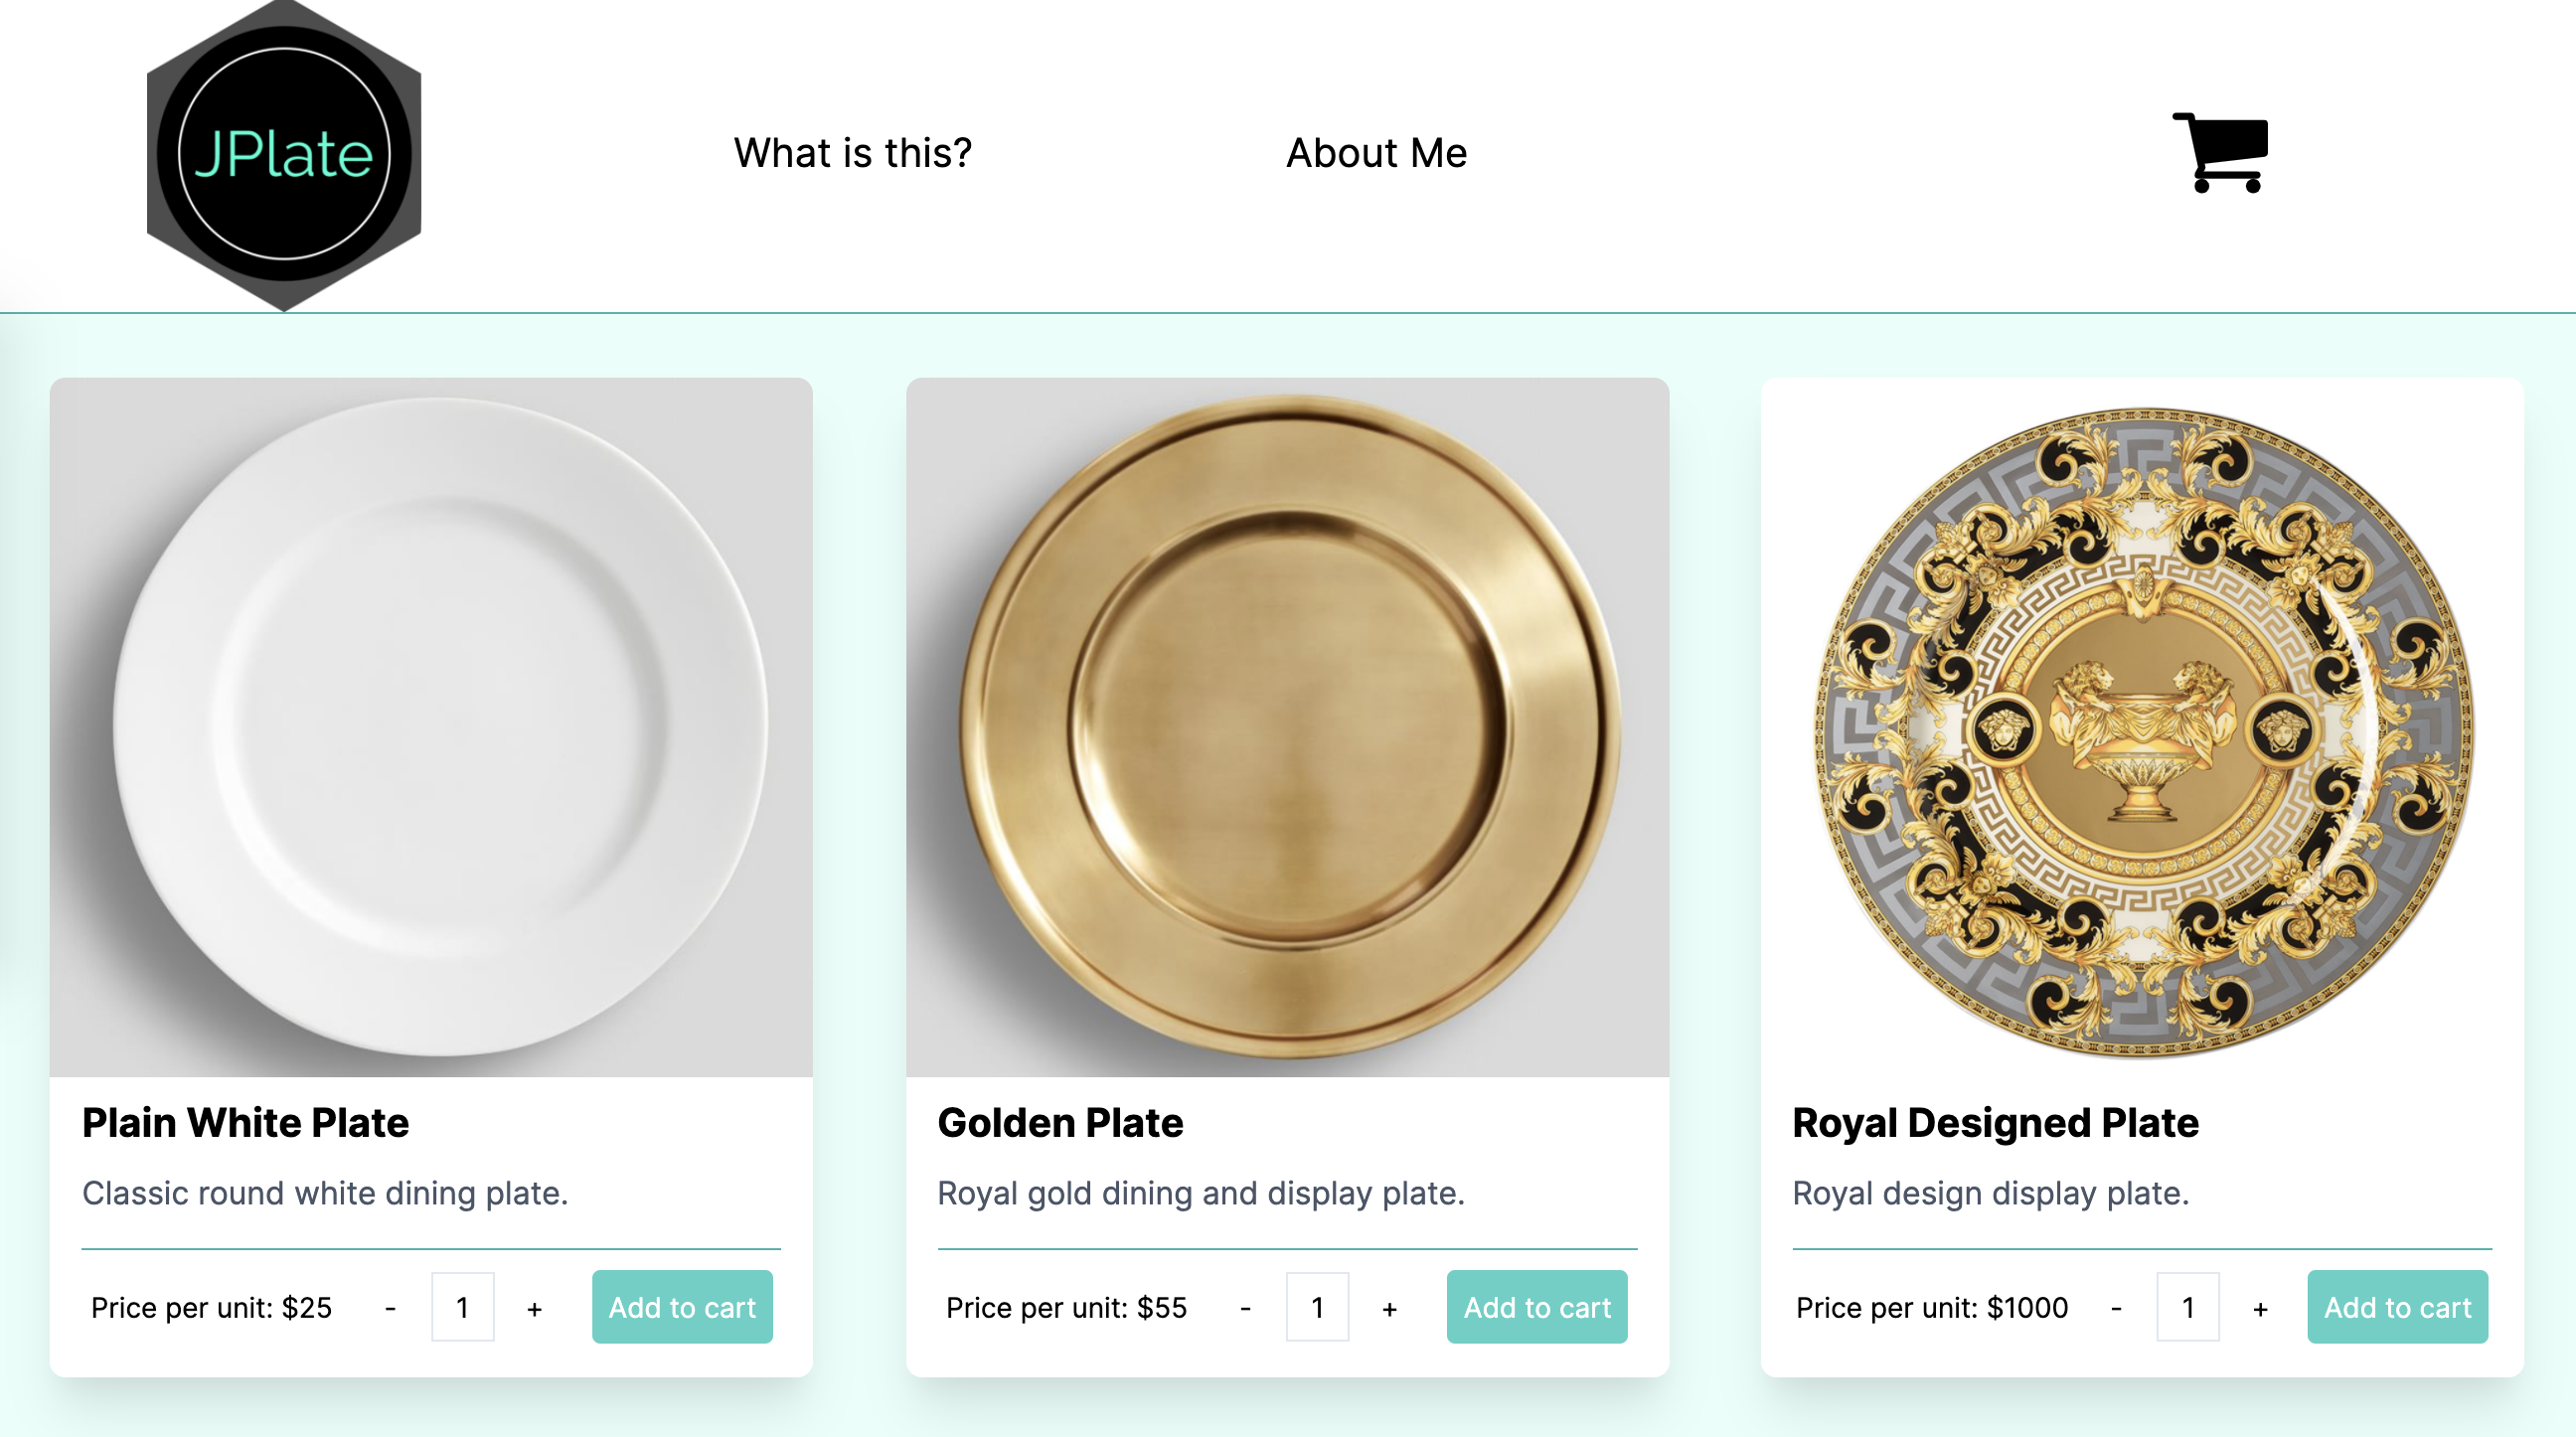 JPlate
What is this?
About Me
Plain White Plate
Classic round white dining plate.
Price per unit: $25 - 1 + Add to cart
Golden Plate
Royal gold dining and display plate.
Price per unit: $55 - 1 + Add to cart
Royal Designed Plate
Royal design display plate.
Price per unit: $1000 - 1 + Add to cart